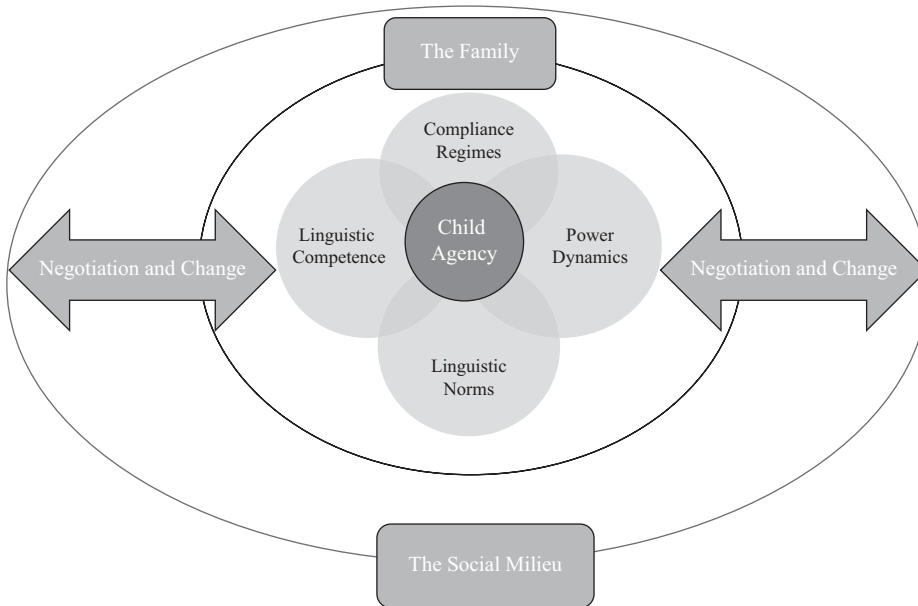 The Family
Compliance
Regimes
Linguistic
Competence
Child
Agency
Power
Dynamics
Negotiation and Change
Negotiation and Change
Linguistic
Norms
The Social Milieu